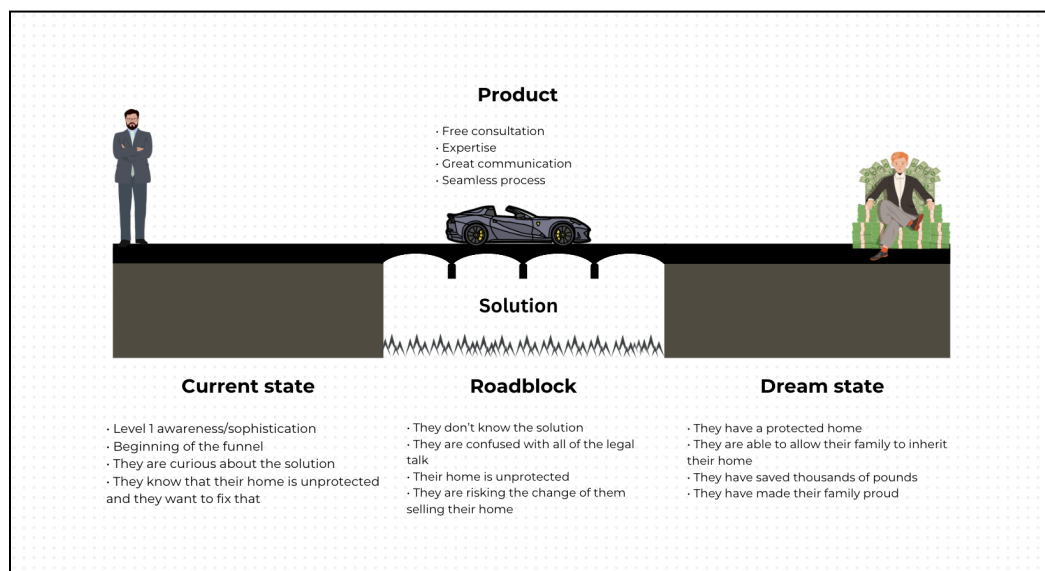 Product
· Free consultation
· Expertise
· Great communication
· Seamless process
Solution
Current state
· Level 1 awareness/sophistication
· Beginning of the funnel
· They are curious about the solution
· They know that their home is unprotected
and they want to fix that
Roadblock
· They don't know the solution
· They are confused with all of the legal
talk
· Their home is unprotected
· They are risking the change of them
selling their home
Dream state
· They have a protected home
· They are able to allow their family to inherit
their home
· They have saved thousands of pounds
· They have made their family proud